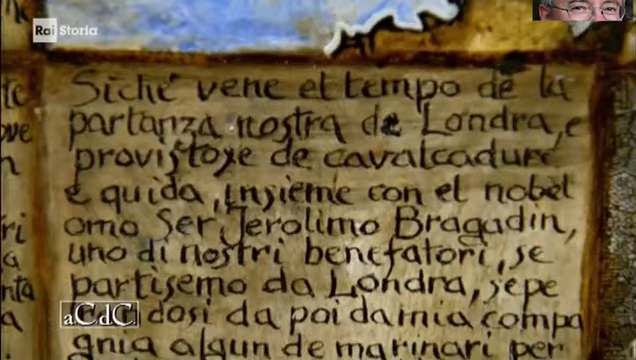 Rai Storia
Sichè vene el tempo de la
partanza nostra de Londra, e
provistoxe de cavalcadure
e quida, insieme con el nobel
omo Ser Jerolimo Bragadin,
uno di nostri benefatori, se
partisemo da Londra, sepe
dosi da poi da mia compa
gnia algun de marinari per
aCdC